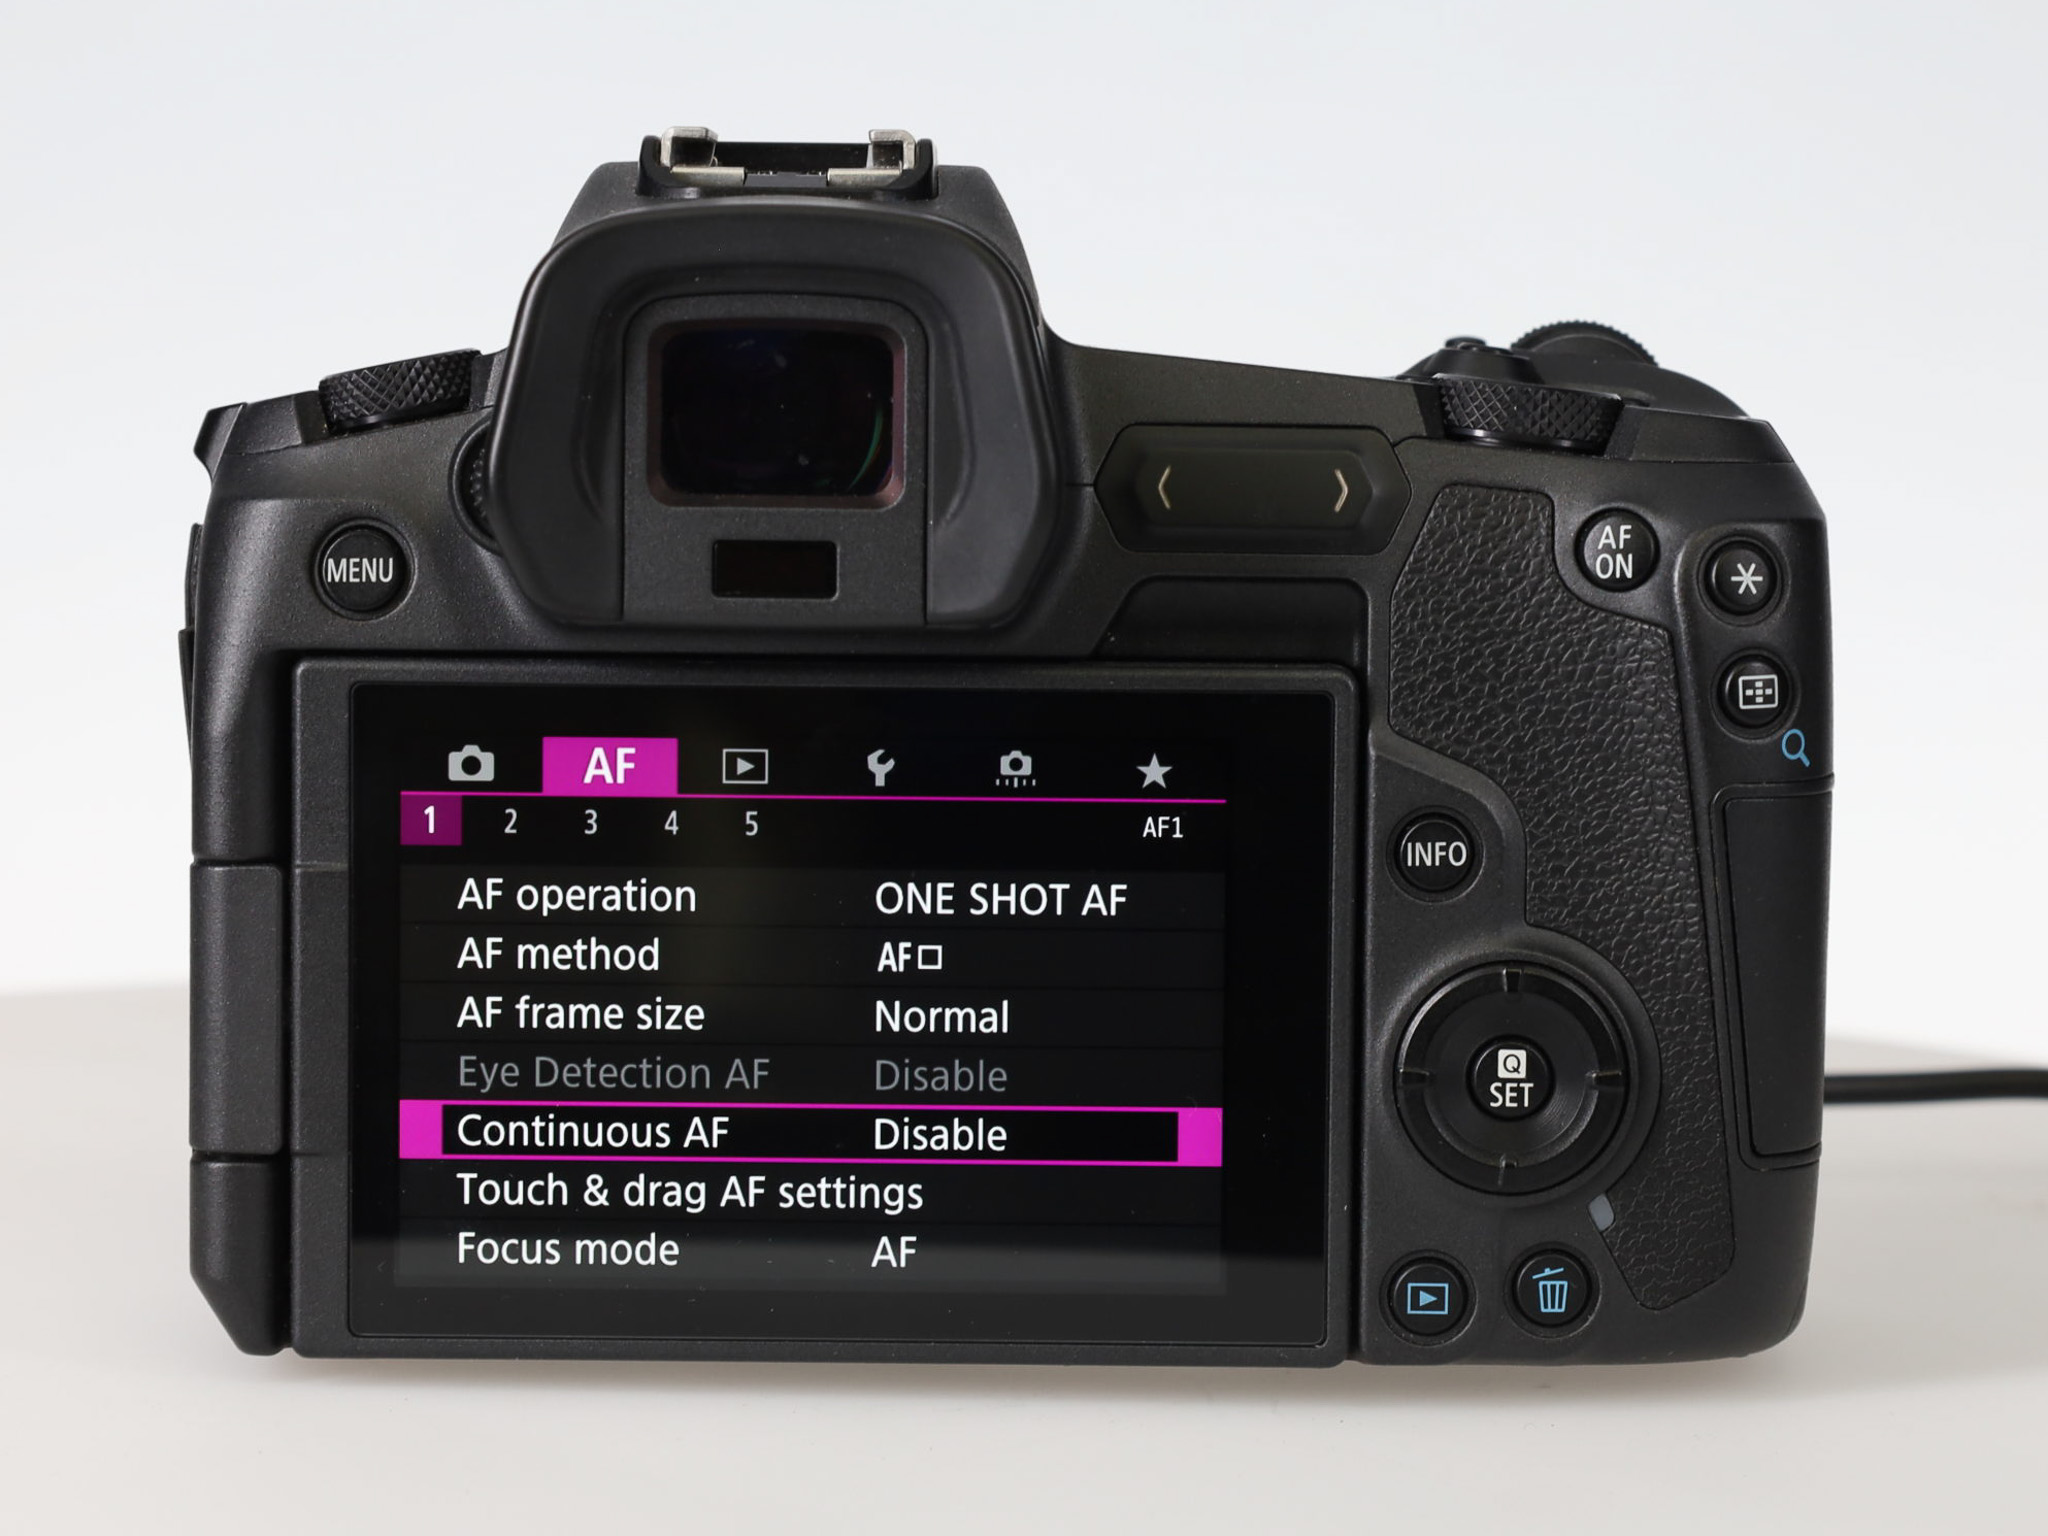 MENU
AF
ON
AF
1 2 3 4 5 AF1
AF operation ONE SHOT AF
AF method AF
AF frame size Normal
Eye Detection AF Disable
Continuous AF Disable
Touch & drag AF settings
Focus mode AF
INFO
Q
SET